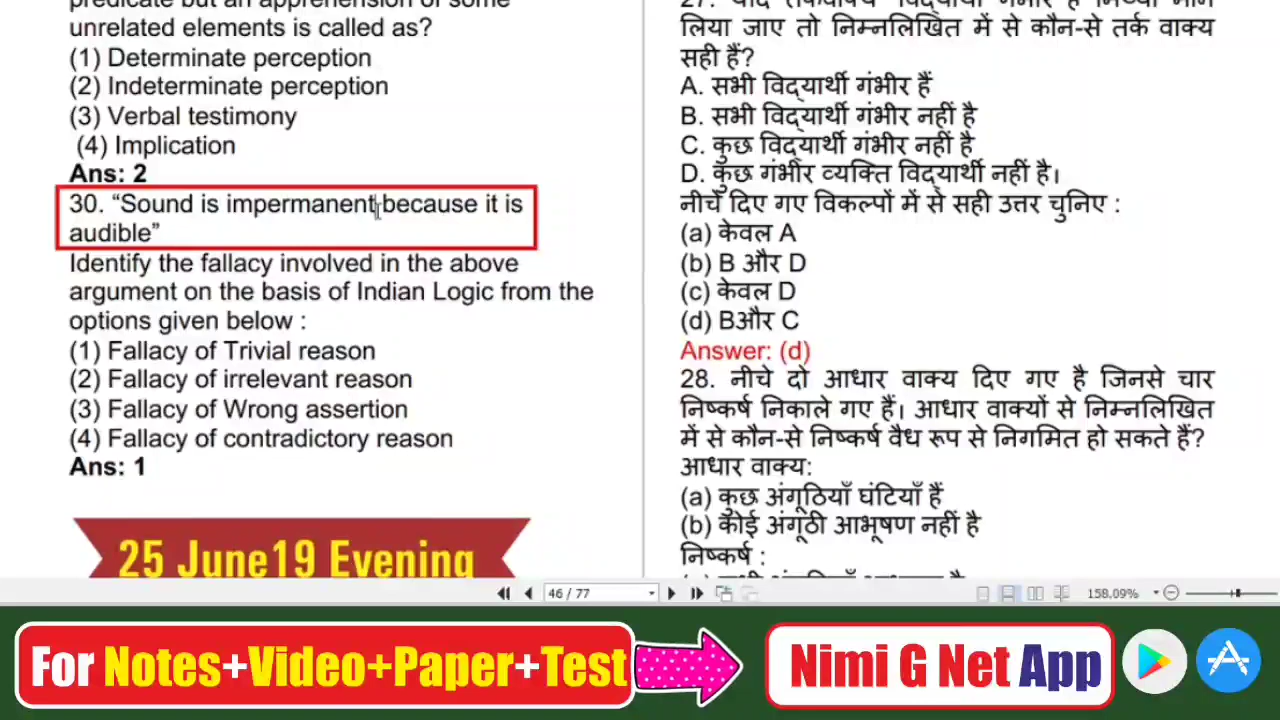 predicate but an apprehension of some
unrelated elements is called as?
(1) Determinate perception
(2) Indeterminate perception
(3) Verbal testimony
(4) Implication
Ans: 2
30. “Sound is impermanent because it is
audible”
Identify the fallacy involved in the above
argument on the basis of Indian Logic from the
options given below :
(1) Fallacy of Trivial reason
(2) Fallacy of irrelevant reason
(3) Fallacy of Wrong assertion
(4) Fallacy of contradictory reason
Ans: 1
25 June19 Evening
लिया जाए तो निम्नलिखित में से कौन-से तर्क वाक्य
सही हैं?
A. सभी विद्यार्थी गंभीर हैं
B. सभी विद्यार्थी गंभीर नहीं है
C. कुछ विद्यार्थी गंभीर नहीं है
D. कुछ गंभीर व्यक्ति विद्यार्थी नहीं है।
नीचे दिए गए विकल्पों में से सही उत्तर चुनिए :
(a) केवल A
(b) B और D
(c) केवल D
(d) Bऔर C
Answer: (d)
28. नीचे दो आधार वाक्य दिए गए है जिनसे चार
निष्कर्ष निकाले गए हैं। आधार वाक्यों से निम्नलिखित
में से कौन-से निष्कर्ष वैध रूप से निगमित हो सकते हैं?
आधार वाक्य:
(a) कुछ अंगूठियाँ घंटियाँ हैं
(b) कोई अंगूठी आभूषण नहीं है
निष्कर्ष :
46 / 77
158.09%
For Notes+Video+Paper+Test
Nimi G Net App